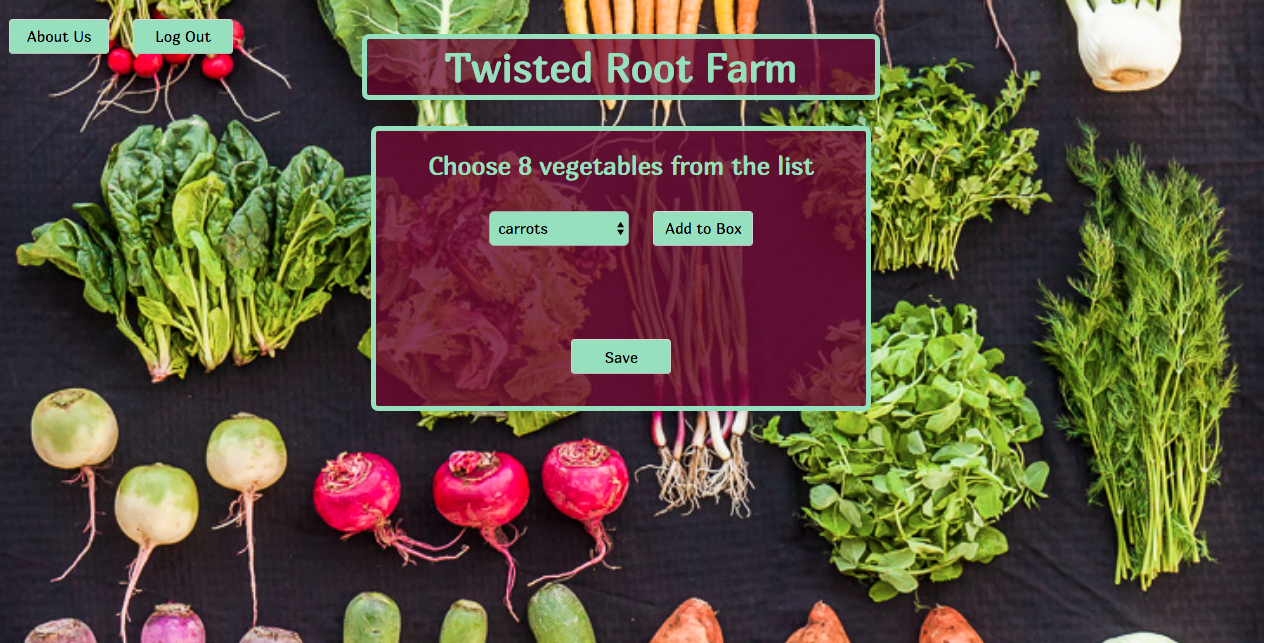 About Us
Log Out
Twisted Root Farm
Choose 8 vegetables from the list
carrots
Add to Box
Save